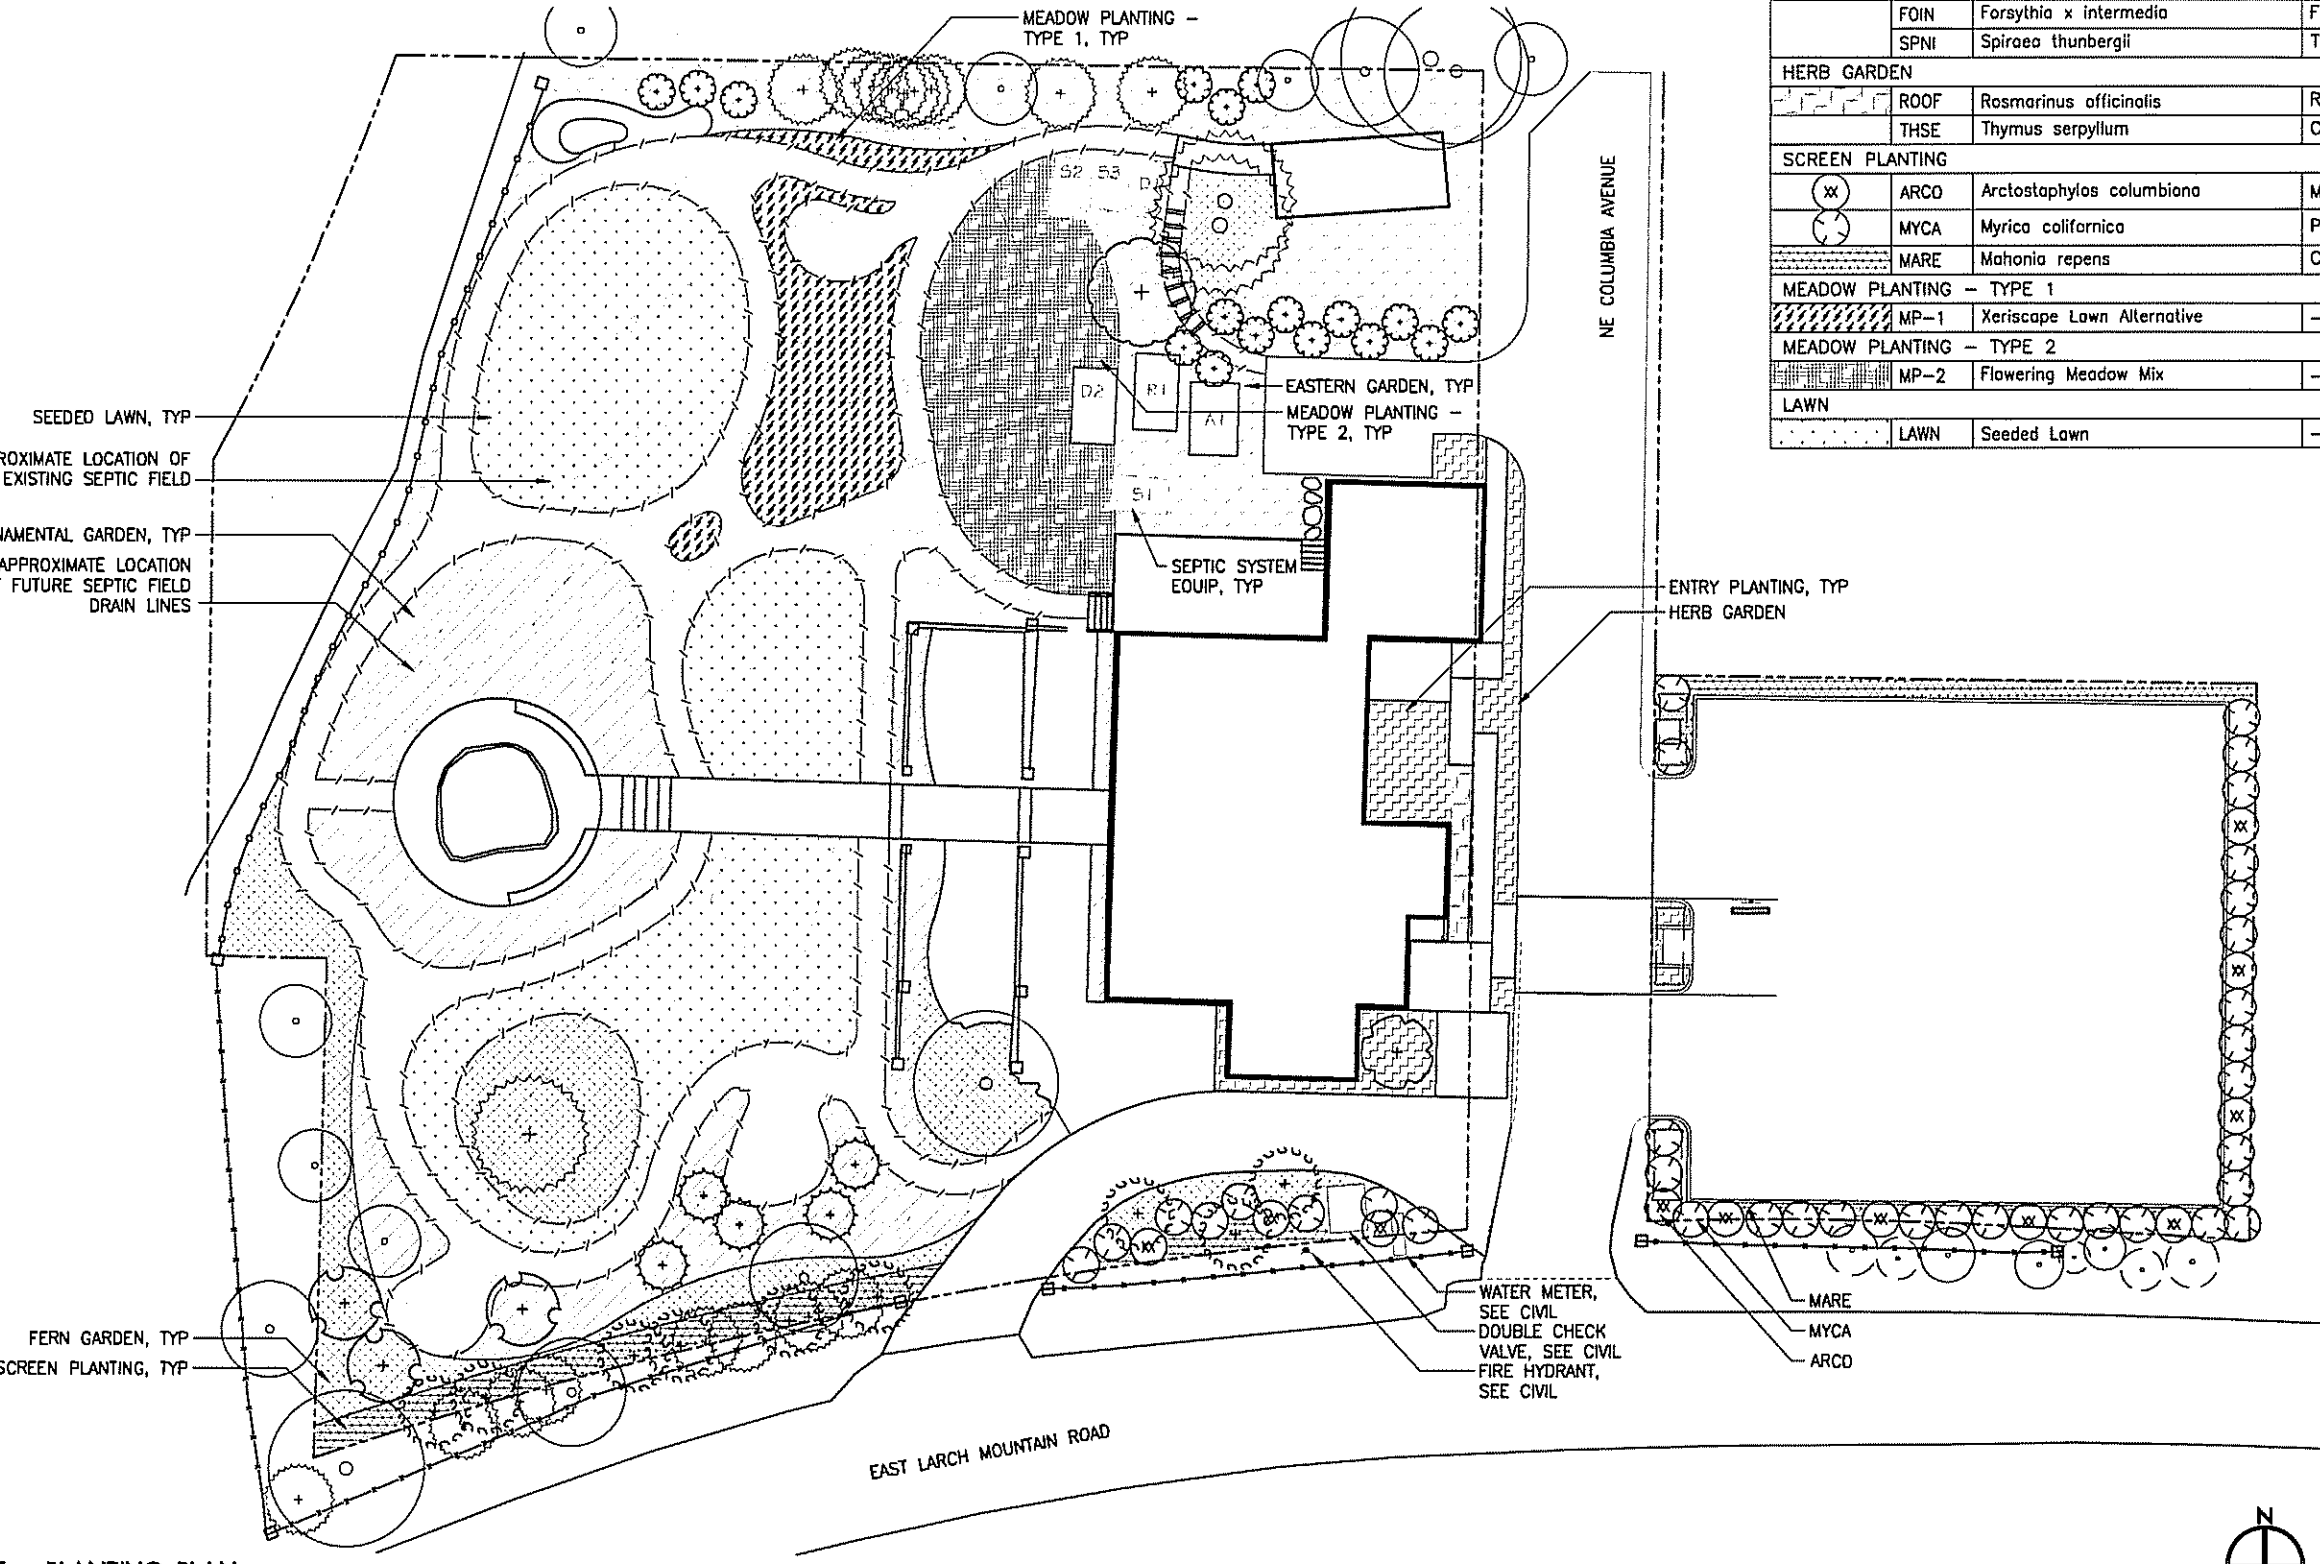 MEADOW PLANTING –
TYPE 1, TYP
FOIN Forsythia x intermedia F
SPNI Spiraea thunbergii T
HERB GARDEN
ROOF Rosmarinus officinalis R
THSE Thymus serpyllum C
SCREEN PLANTING
ARCO Arctostaphylos columbiana M
MYCA Myrica californica P
MARE Mahonia repens C
MEADOW PLANTING – TYPE 1
MP–1 Xeriscape Lawn Alternative –
MEADOW PLANTING – TYPE 2
MP–2 Flowering Meadow Mix –
LAWN
LAWN Seeded Lawn –
NE COLUMBIA AVENUE
S2 S3
D2
R1
A1
S1
SEEDED LAWN, TYP
ROXIMATE LOCATION OF
EXISTING SEPTIC FIELD
NAMENTAL GARDEN, TYP
APPROXIMATE LOCATION
FUTURE SEPTIC FIELD
DRAIN LINES
EASTERN GARDEN, TYP
MEADOW PLANTING –
TYPE 2, TYP
SEPTIC SYSTEM
EQUIP, TYP
ENTRY PLANTING, TYP
HERB GARDEN
WATER METER,
SEE CIVIL
DOUBLE CHECK
VALVE, SEE CIVIL
FIRE HYDRANT,
SEE CIVIL
MARE
MYCA
ARCO
FERN GARDEN, TYP
SCREEN PLANTING, TYP
EAST LARCH MOUNTAIN ROAD
N